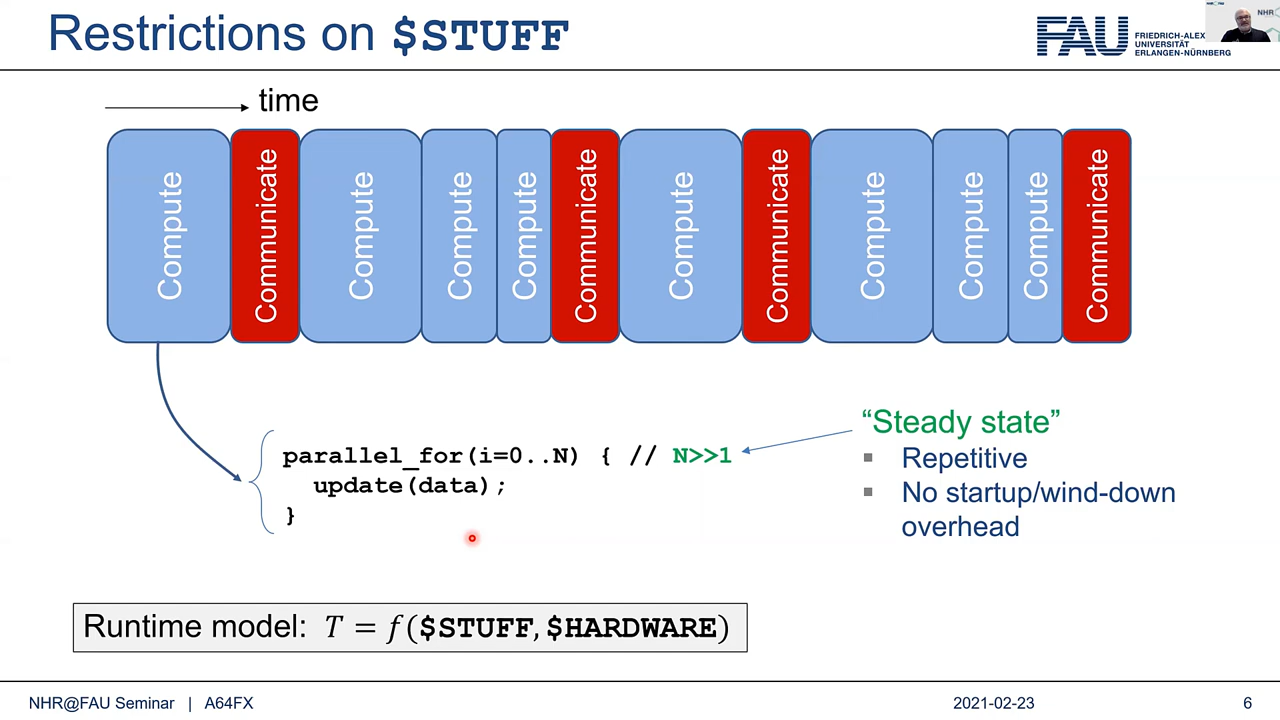 Restrictions on $STUFF
FAU
FRIEDRICH-ALEX
UNIVERSITÄT
ERLANGEN-NÜRNBERG
NHR
time
Compute
Communicate
Compute
Compute
Compute
Communicate
Compute
Communicate
Compute
Compute
Compute
Communicate
parallel_for(i=0..N) { // N>>1
update(data);
}
“Steady state”
▪ Repetitive
▪ No startup/wind-down
overhead
Runtime model: T = f($STUFF, $HARDWARE)
NHR@FAU Seminar | A64FX
2021-02-23
6